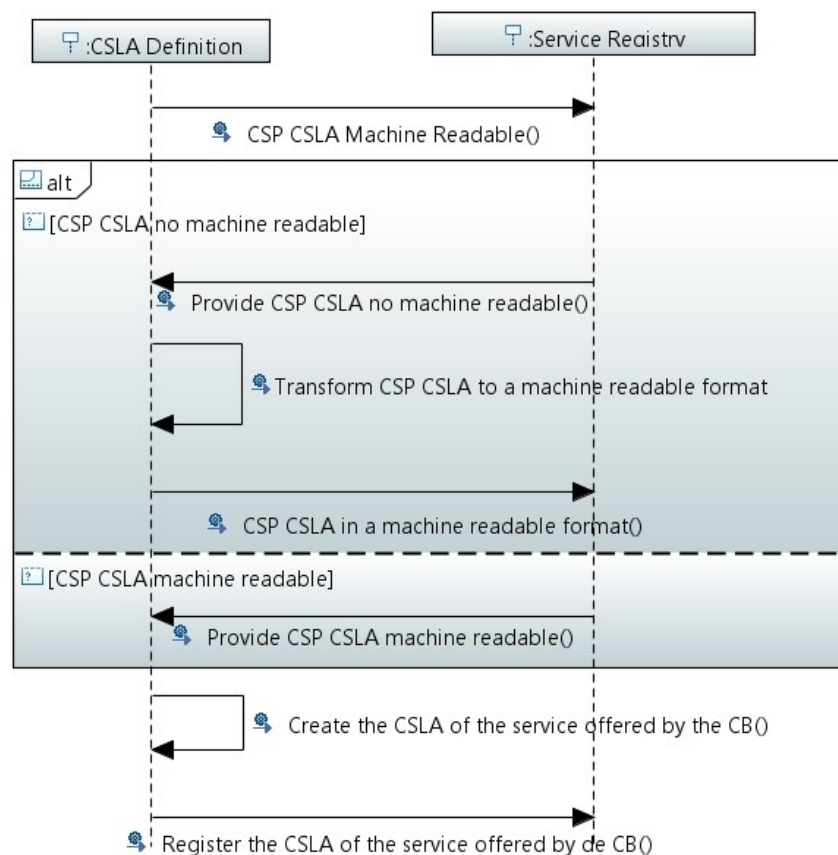 :CSLA Definition
:Service Registry
CSP CSLA Machine Readable()
alt
[CSP CSLA no machine readable]
Provide CSP CSLA no machine readable()
Transform CSP CSLA to a machine readable format
CSP CSLA in a machine readable format()
[CSP CSLA machine readable]
Provide CSP CSLA machine readable()
Create the CSLA of the service offered by the CB()
Register the CSLA of the service offered by de CB()